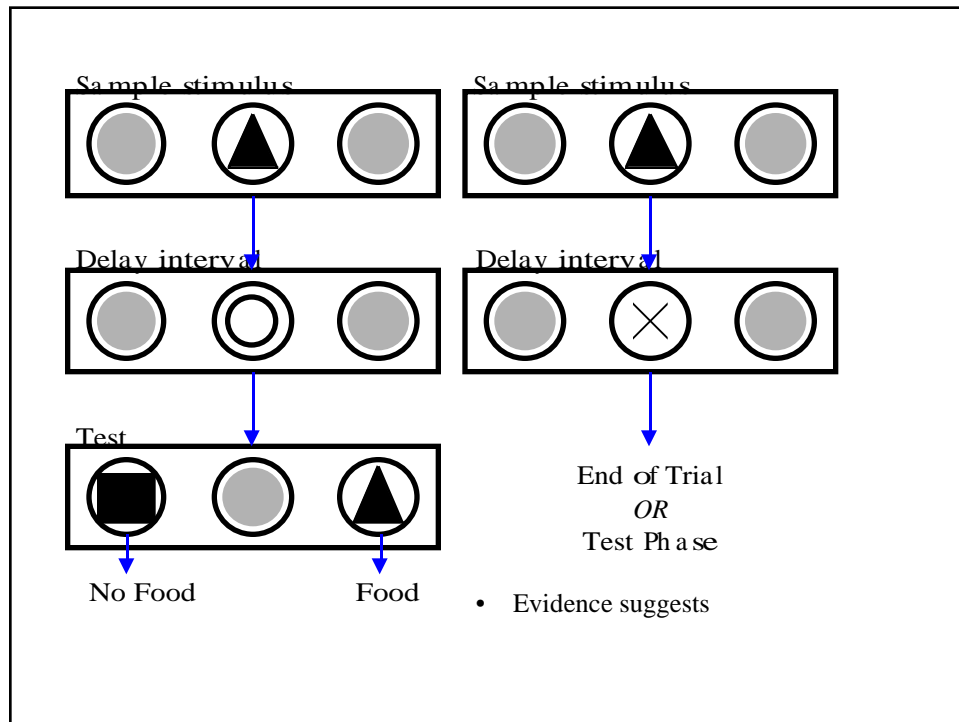 Sample stimulus
Delay interval
Test
No Food
Food
Sample stimulus
Delay interval
End of Trial
OR
Test Phase
• Evidence suggests